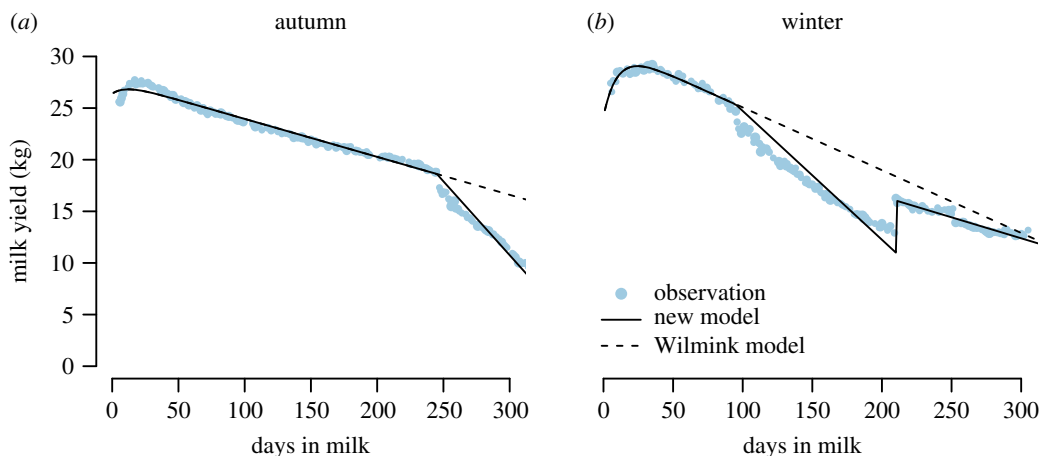 (a)
autumn
(b)
winter
milk yield (kg)
30
25
20
15
10
5
0
0 50 100 150 200 250 300
days in milk
observation
new model
Wilmink model
0 50 100 150 200 250 300
days in milk